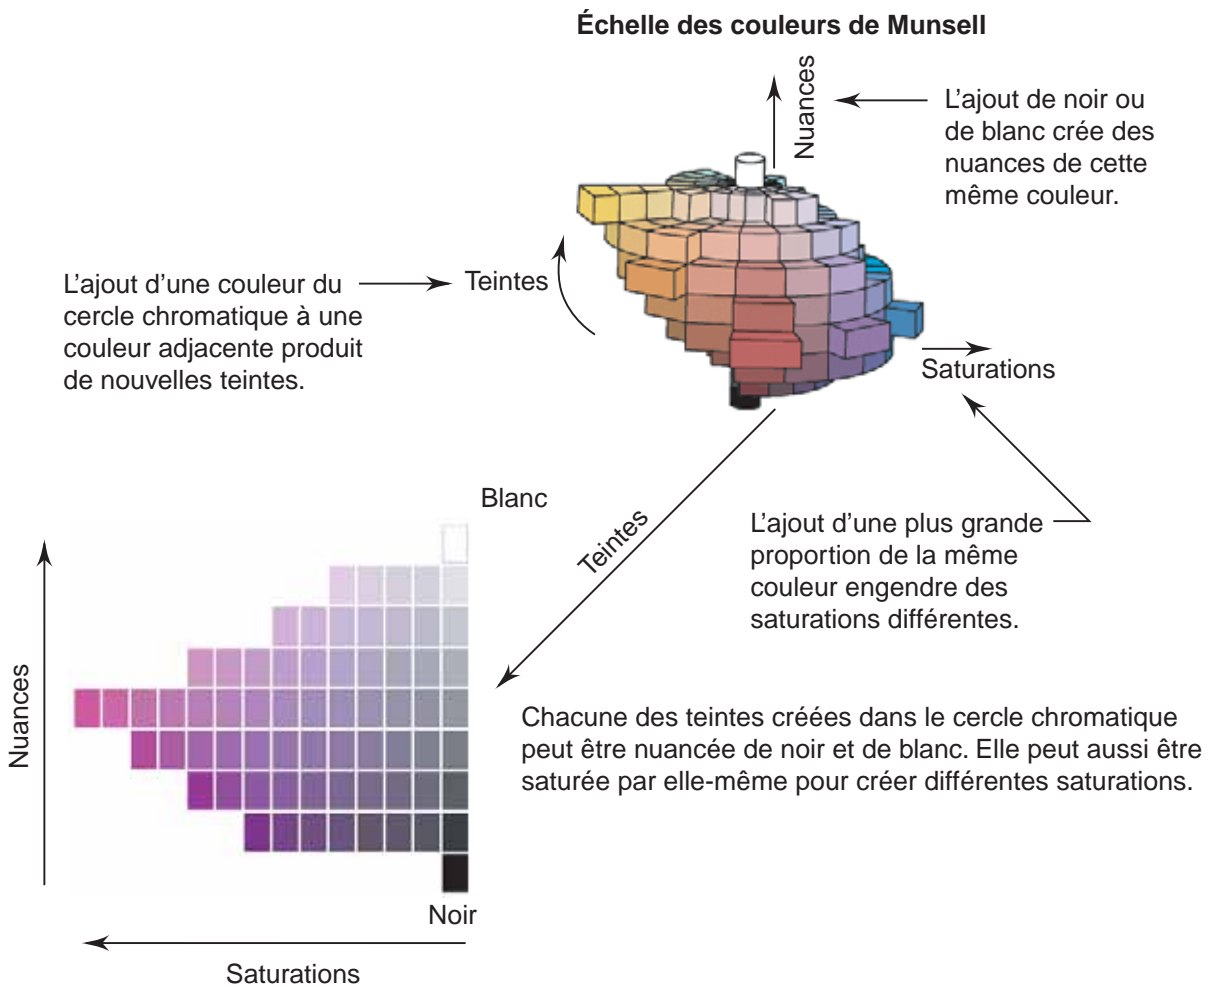 Échelle des couleurs de Munsell
Nuances
L'ajout de noir ou
de blanc crée des
nuances de cette
même couleur.
L'ajout d'une couleur du
cercle chromatique à une
couleur adjacente produit
de nouvelles teintes.
Teintes
Saturations
L'ajout d'une plus grande
proportion de la même
couleur engendre des
saturations différentes.
Teintes
Blanc
Nuances
Chacune des teintes créées dans le cercle chromatique
peut être nuancée de noir et de blanc. Elle peut aussi être
saturée par elle-même pour créer différentes saturations.
Noir
Saturations